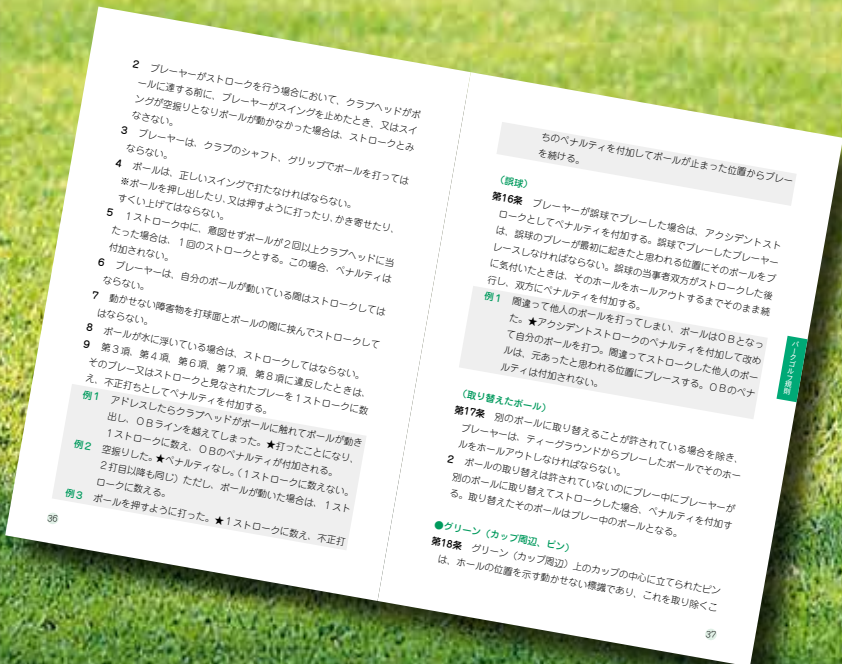 2　プレーヤーがストロークを行う場合において、クラブヘッドがボ
ールに達する前に、プレーヤーがスイングを止めたとき、又はスイ
ングが空振りとなりボールが動かなかった場合は、ストロークとみ
なさない。
3　プレーヤーは、クラブのシャフト、グリップでボールを打っては
ならない。
4　ボールは、正しいスイングで打たなければならない。
※ボールを押し出したり、又は押すように打ったり、かき寄せたり、
すくい上げてはならない。
5　1ストローク中に、意図せずボールが2回以上クラブヘッドに当
たった場合は、1回のストロークとする。この場合、ペナルティは
付加されない。
6　プレーヤーは、自分のボールが動いている間はストロークしては
ならない。
7　動かせない障害物を打球面とボールの間に挟んでストロークして
はならない。
8　ボールが水に浮いている場合は、ストロークしてはならない。
9　第3項、第4項、第6項、第7項、第8項に違反したときは、
そのプレー又はストロークと見なされたプレーを1ストロークに数
え、不正打ちとしてペナルティを付加する。
例1　アドレスしたらクラブヘッドがボールに触れてボールが動き
出し、OBラインを越えてしまった。★打ったことになり、
1ストロークに数え、OBのペナルティが付加される。
例2　空振りした。★ペナルティなし。（1ストロークに数えない。
2打目以降も同じ）ただし、ボールが動いた場合は、1スト
ロークに数える。
例3　ボールを押すように打った。★1ストロークに数え、不正打
36
ちのペナルティを付加してボールが止まった位置からプレー
を続ける。
（誤球）
第16条　プレーヤーが誤球でプレーした場合は、アクシデントスト
ロークとしてペナルティを付加する。誤球でプレーしたプレーヤー
は、誤球のプレーが最初に起きたと思われる位置にそのボールをプ
レースしなければならない。誤球の当事者双方がストロークした後
に気付いたときは、そのホールをホールアウトするまでそのまま続
行し、双方にペナルティを付加する。
例1　間違って他人のボールを打ってしまい、ボールはOBとなっ
た。★アクシデントストロークのペナルティを付加して改め
て自分のボールを打つ。間違ってストロークした他人のボー
ルは、元あったと思われる位置にプレースする。OBのペナ
ルティは付加されない。
（取り替えたボール）
第17条　別のボールに取り替えることが許されている場合を除き、
プレーヤーは、ティーグラウンドからプレーしたボールでそのホー
ルをホールアウトしなければならない。
2　ボールの取り替えは許されていないのにプレー中にプレーヤーが
別のボールに取り替えてストロークした場合、ペナルティを付加す
る。取り替えたそのボールはプレー中のボールとなる。
●グリーン（カップ周辺、ピン）
第18条　グリーン（カップ周辺）上のカップの中心に立てられたピン
は、ホールの位置を示す動かせない標識であり、これを取り除くこ
37
パークゴルフ規則